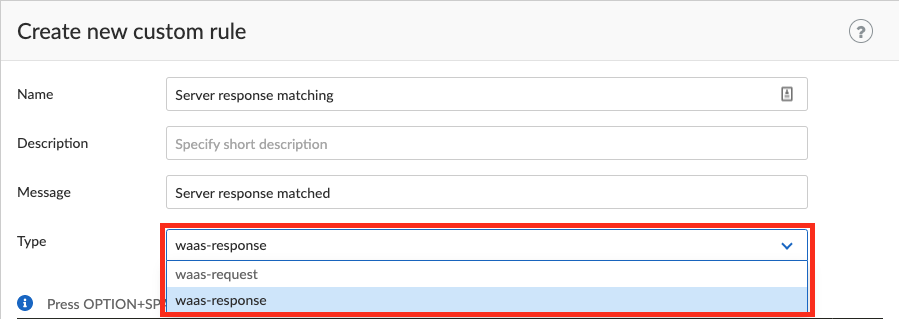 Create new custom rule
?
Name
Server response matching
Description
Specify short description
Message
Server response matched
Type
waas-response
waas-request
waas-response
Press OPTION+SP